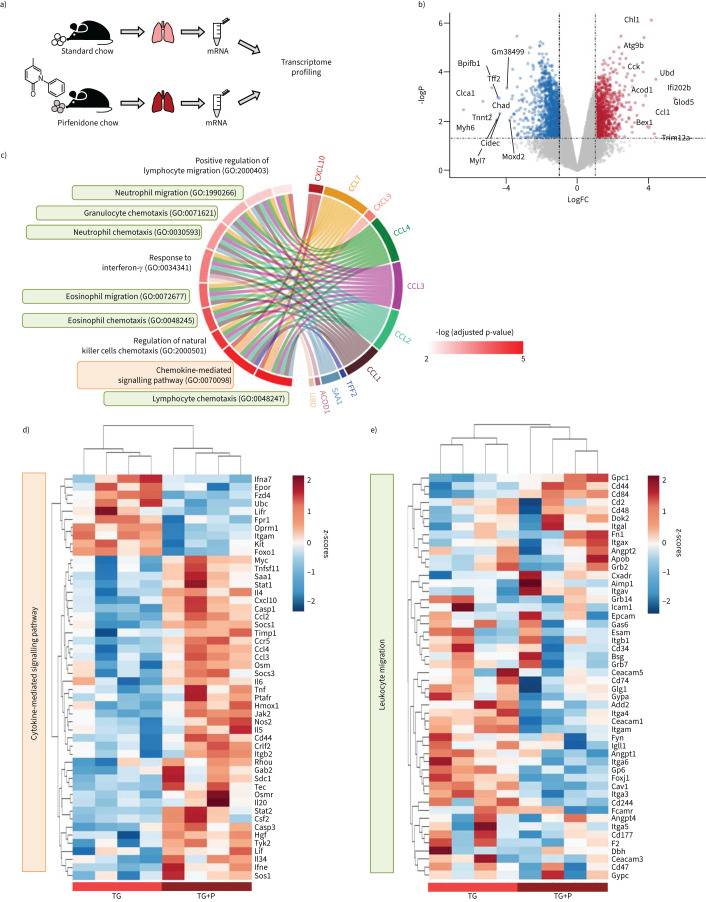 a)
Standard chow
mRNA
Transcriptome
profiling
N
O
Pirfenidone chow
mRNA
b)
6
4
2
0
-logP
-4
0
4
LogFC
Chl1
Atg9b
Gm38499
Bpifb1
Tff2
Cck
Ubd
Clca1
Acod1
Ifi202b
Chad
Glod5
Tnnt2
Ccl1
Myh6
Bex1
Cidec
Trim12a
Myl7
Moxd2
c)
Positive regulation of
lymphocyte migration (GO:2000403)
Neutrophil migration (GO:1990266)
Granulocyte chemotaxis (GO:0071621)
Neutrophil chemotaxis (GO:0030593)
Response to
interferon-γ (GO:0034341)
Eosinophil migration (GO:0072677)
Eosinophil chemotaxis (GO:0048245)
Regulation of natural
killer cells chemotaxis (GO:2000501)
Chemokine-mediated
signalling pathway (GO:0070098)
Lymphocyte chemotaxis (GO:0048247)
CXCL10
CCL7
CXCL9
CCL4
CCL3
CCL2
CCL1
TFF2
SAA1
ACOD1
-log (adjusted p-value)
2
5
d)
Cytokine-mediated signalling pathway
Ifna7
Epor
Fzd4
Ubc
Lifr
Fpr1
Oprm1
Itgam
Kit
Foxo1
Myc
Tnfsf11
Saa1
Stat1
Il4
Cxcl10
Casp1
Ccl2
Socs1
Timp1
Ccr5
Ccl4
Ccl3
Osm
Socs3
Il6
Tnf
Ptafr
Hmox1
Jak2
Nos2
Il5
Cd44
Crlf2
Itgb2
Rhou
Gab2
Sdc1
Tec
Osmr
Il20
Stat2
Csf2
Casp3
Hgf
Tyk2
Lif
Il34
Ifne
Sos1
TG
TG+P
2
1
0
-1
-2
z-scores
e)
Leukocyte migration
Gpc1
Cd44
Cd84
Cd2
Cd48
Dok2
Itgal
Fn1
Itgax
Angpt2
Apob
Grb2
Cxadr
Aimp1
Itgav
Grb14
Icam1
Epcam
Gas6
Esam
Itgb1
Cd34
Bsg
Grb7
Ceacam5
Cd74
Glg1
Gypa
Add2
Itga4
Ceacam1
Itgam
Fyn
Igll1
Angpt1
Itga6
Gp6
Foxj1
Cav1
Itga3
Cd244
Fcamr
Angpt4
Itga5
Cd177
F2
Dbh
Ceacam3
Cd47
Gypc
TG
TG+P
2
1
0
-1
-2
z-scores